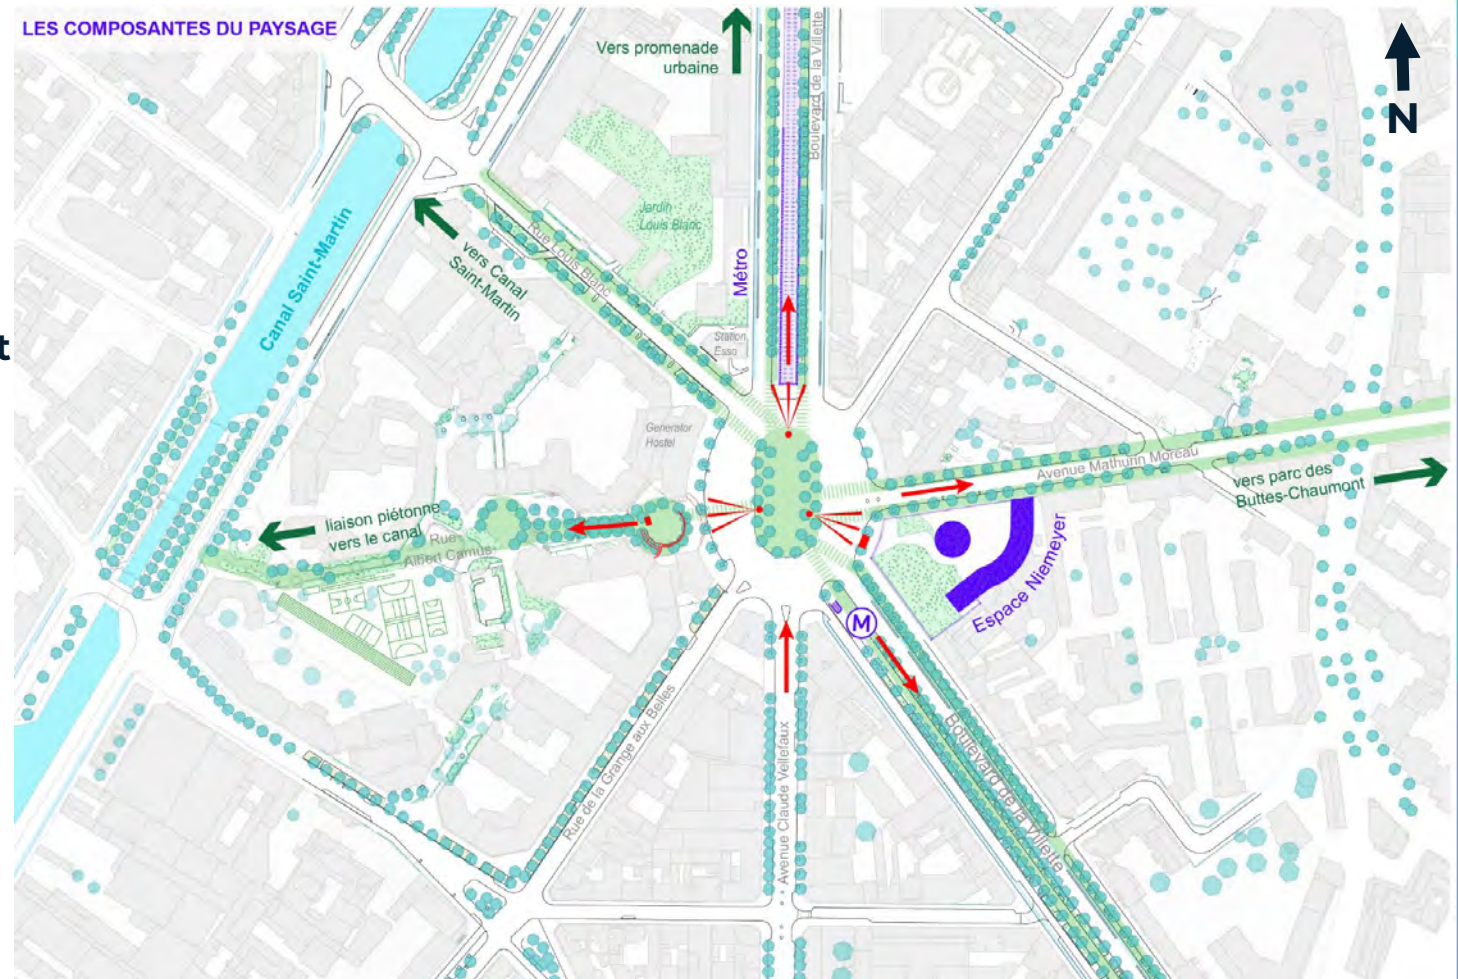 LES COMPOSANTES DU PAYSAGE
Vers promenade
urbaine
Boulevard de la Villette
N
Jardin
Louis Blanc
Rue Louis Blanc
vers Canal
Saint-Martin
Canal Saint-Martin
Métro
Station
Esso
t
Generator
Hostel
Avenue Mathurin Moreau
vers parc des
Buttes-Chaumont
liaison piétonne
vers le canal
Rue
Albert Camus
Espace Niemeyer
M
Rue de la Grange aux Belles
Avenue Claude Vellefaux
Boulevard de la Villette